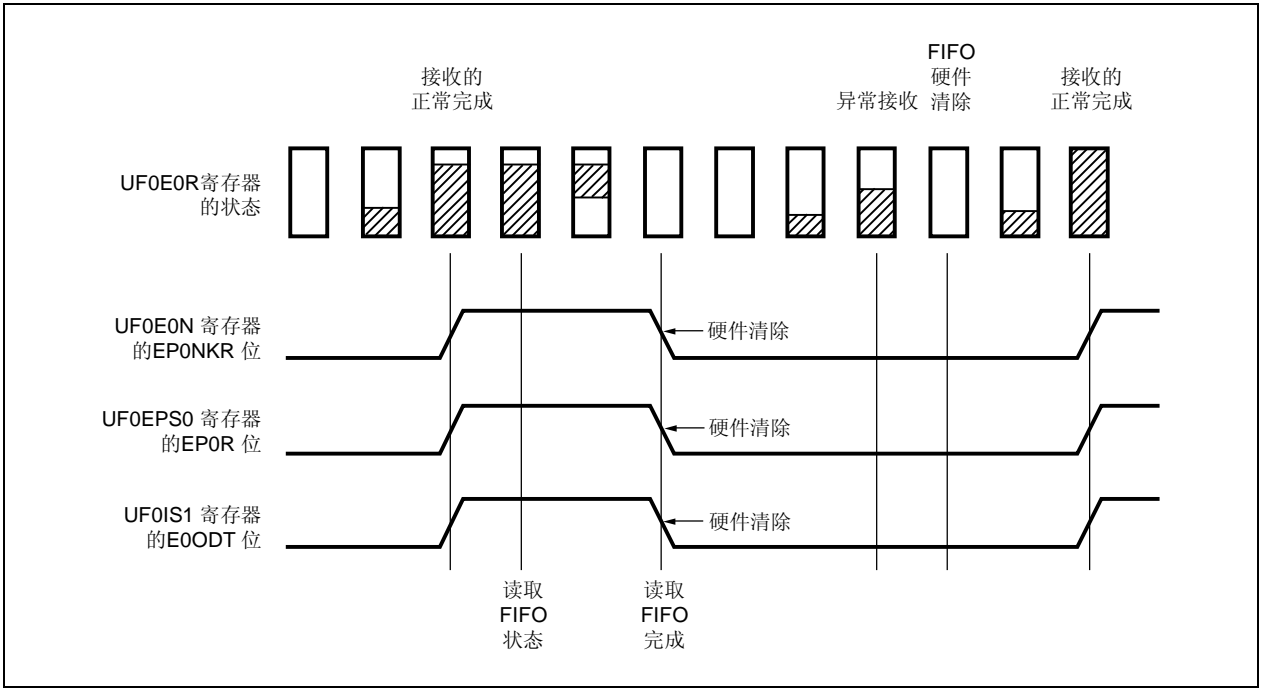 接收的
正常完成
异常接收
FIFO
硬件
清除
接收的
正常完成
UF0E0R寄存器
的状态
UF0E0N 寄存器
的EP0NKR 位
硬件清除
UF0EPS0 寄存器
的EP0R 位
硬件清除
UF0IS1 寄存器
的E0ODT 位
硬件清除
读取
FIFO
状态
读取
FIFO
完成